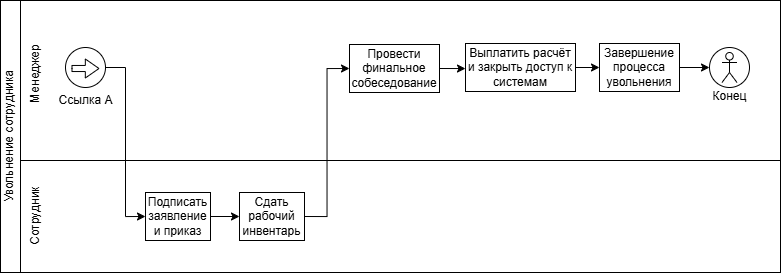 Увольнение сотрудника
Менеджер
Ссылка А
Провести
финальное
собеседование
Выплатить расчёт
и закрыть доступ к
системам
Завершение
процесса
увольнения
Конец
Сотрудник
Подписать
заявление
и приказ
Сдать
рабочий
инвентарь